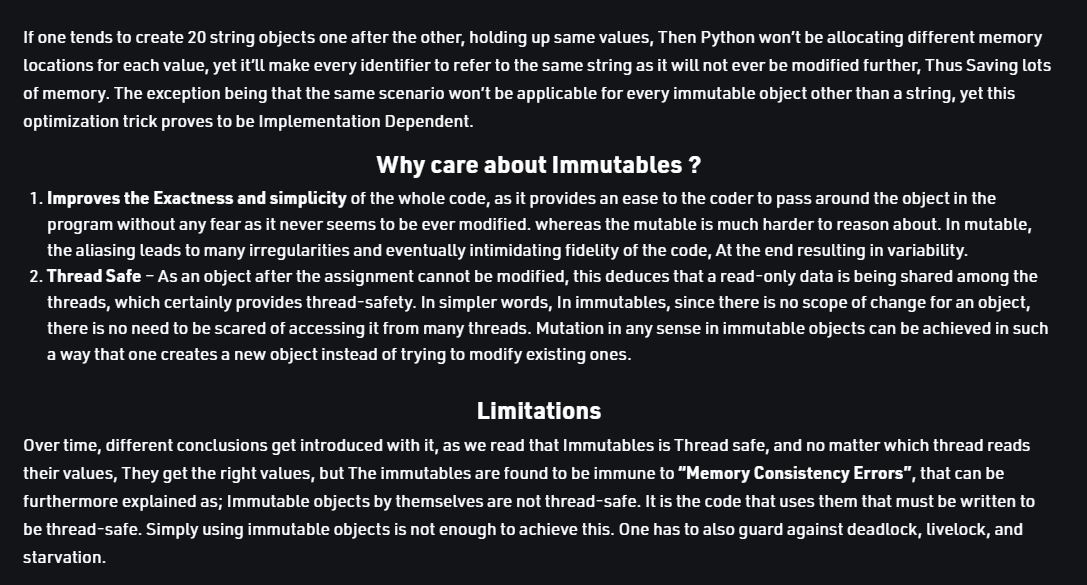 If one tends to create 20 string objects one after the other, holding up same values, Then Python won't be allocating different memory
locations for each value, yet it'll make every identifier to refer to the same string as it will not ever be modified further, Thus Saving lots
of memory. The exception being that the same scenario won't be applicable for every immutable object other than a string, yet this
optimization trick proves to be Implementation Dependent.
Why care about Immutables ?
1. Improves the Exactness and simplicity of the whole code, as it provides an ease to the coder to pass around the object in the
program without any fear as it never seems to be ever modified. whereas the mutable is much harder to reason about. In mutable,
the aliasing leads to many irregularities and eventually intimidating fidelity of the code, At the end resulting in variability.
2. Thread Safe – As an object after the assignment cannot be modified, this deduces that a read-only data is being shared among the
threads, which certainly provides thread-safety. In simpler words, In immutables, since there is no scope of change for an object,
there is no need to be scared of accessing it from many threads. Mutation in any sense in immutable objects can be achieved in such
a way that one creates a new object instead of trying to modify existing ones.
Limitations
Over time, different conclusions get introduced with it, as we read that Immutables is Thread safe, and no matter which thread reads
their values, They get the right values, but The immutables are found to be immune to “Memory Consistency Errors”, that can be
furthermore explained as; Immutable objects by themselves are not thread-safe. It is the code that uses them that must be written to
be thread-safe. Simply using immutable objects is not enough to achieve this. One has to also guard against deadlock, livelock, and
starvation.